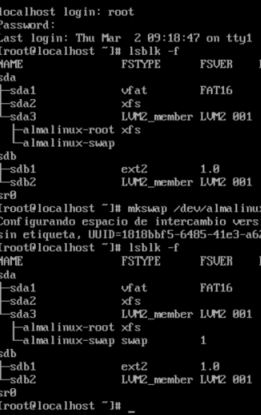 localhost login: root
Password:
Last login: Thu Mar  2 09:18:47 on tty1
[root@localhost ~]# lsblk -f
NAME FSTYPE FSVER
sda
├─sda1 vfat FAT16
├─sda2 xfs
└─sda3 LVM2_member LVM2 001
  ├─almalinux-root xfs
  └─almalinux-swap
sdb
├─sdb1 ext2 1.0
└─sdb2 LVM2_member LVM2 001
sr0
[root@localhost ~]# mkswap /dev/almalinu
Configurando espacio de intercambio vers
sin etiqueta, UUID=1818bbf5-6485-41e3-a62
[root@localhost ~]# lsblk -f
NAME FSTYPE FSVER
sda
├─sda1 vfat FAT16
├─sda2 xfs
└─sda3 LVM2_member LVM2 001
  ├─almalinux-root xfs
  └─almalinux-swap swap 1
sdb
├─sdb1 ext2 1.0
└─sdb2 LVM2_member LVM2 001
sr0
[root@localhost ~]# _